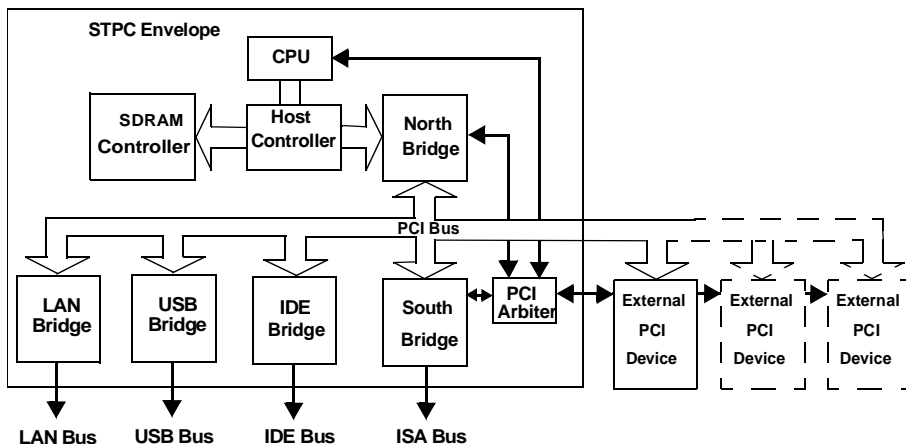 STPC Envelope
CPU
SDRAM
Controller
Host
Controller
North
Bridge
PCI Bus
LAN
Bridge
USB
Bridge
IDE
Bridge
South
Bridge
PCI
Arbiter
External
PCI
Device
External
PCI
Device
External
PCI
Device
LAN Bus
USB Bus
IDE Bus
ISA Bus